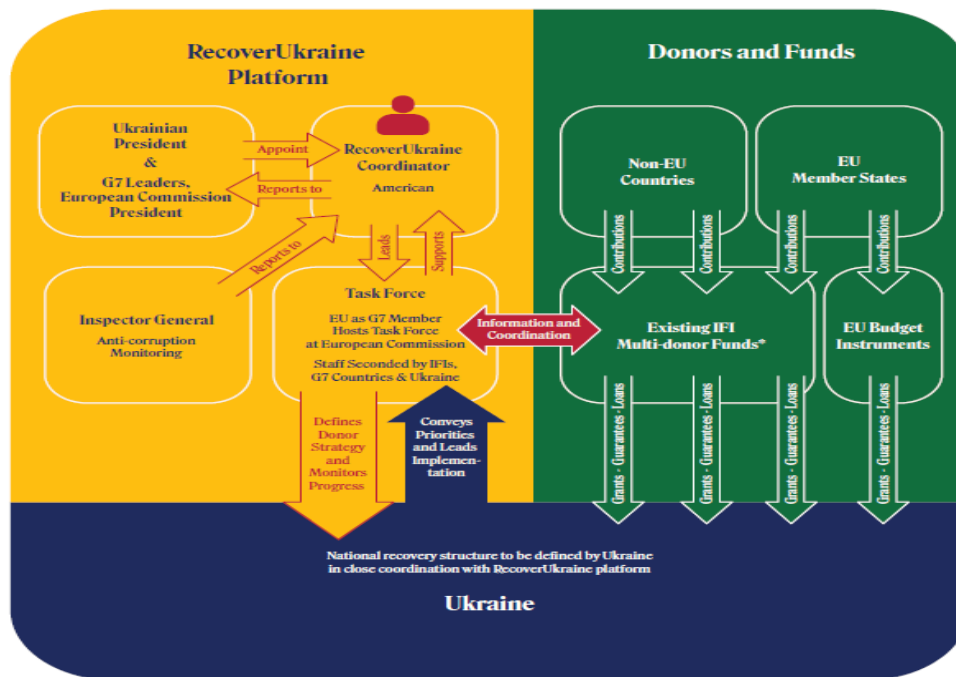 RecoverUkraine
Platform
Donors and Funds
Ukrainian
President
&
G7 Leaders,
European Commission
President
Appoint
Reports to
RecoverUkraine
Coordinator
American
Non-EU
Countries
EU
Member States
Reports to
Leads
Supports
Contributions
Contributions
Contributions
Contributions
Inspector General
Anti-corruption
Monitoring
Task Force
EU as G7 Member
Hosts Task Force
at European Commission
Staff Seconded by IFIs,
G7 Countries & Ukraine
Information and
Coordination
Existing IFI
Multi-donor Funds*
EU Budget
Instruments
Defines
Donor
Strategy
and
Monitors
Progress
Conveys
Priorities
and Leads
Implemen-
tation
Grants - Guarantees - Loans
Grants - Guarantees - Loans
Grants - Guarantees - Loans
Grants - Guarantees - Loans
National recovery structure to be defined by Ukraine
in close coordination with RecoverUkraine platform
Ukraine